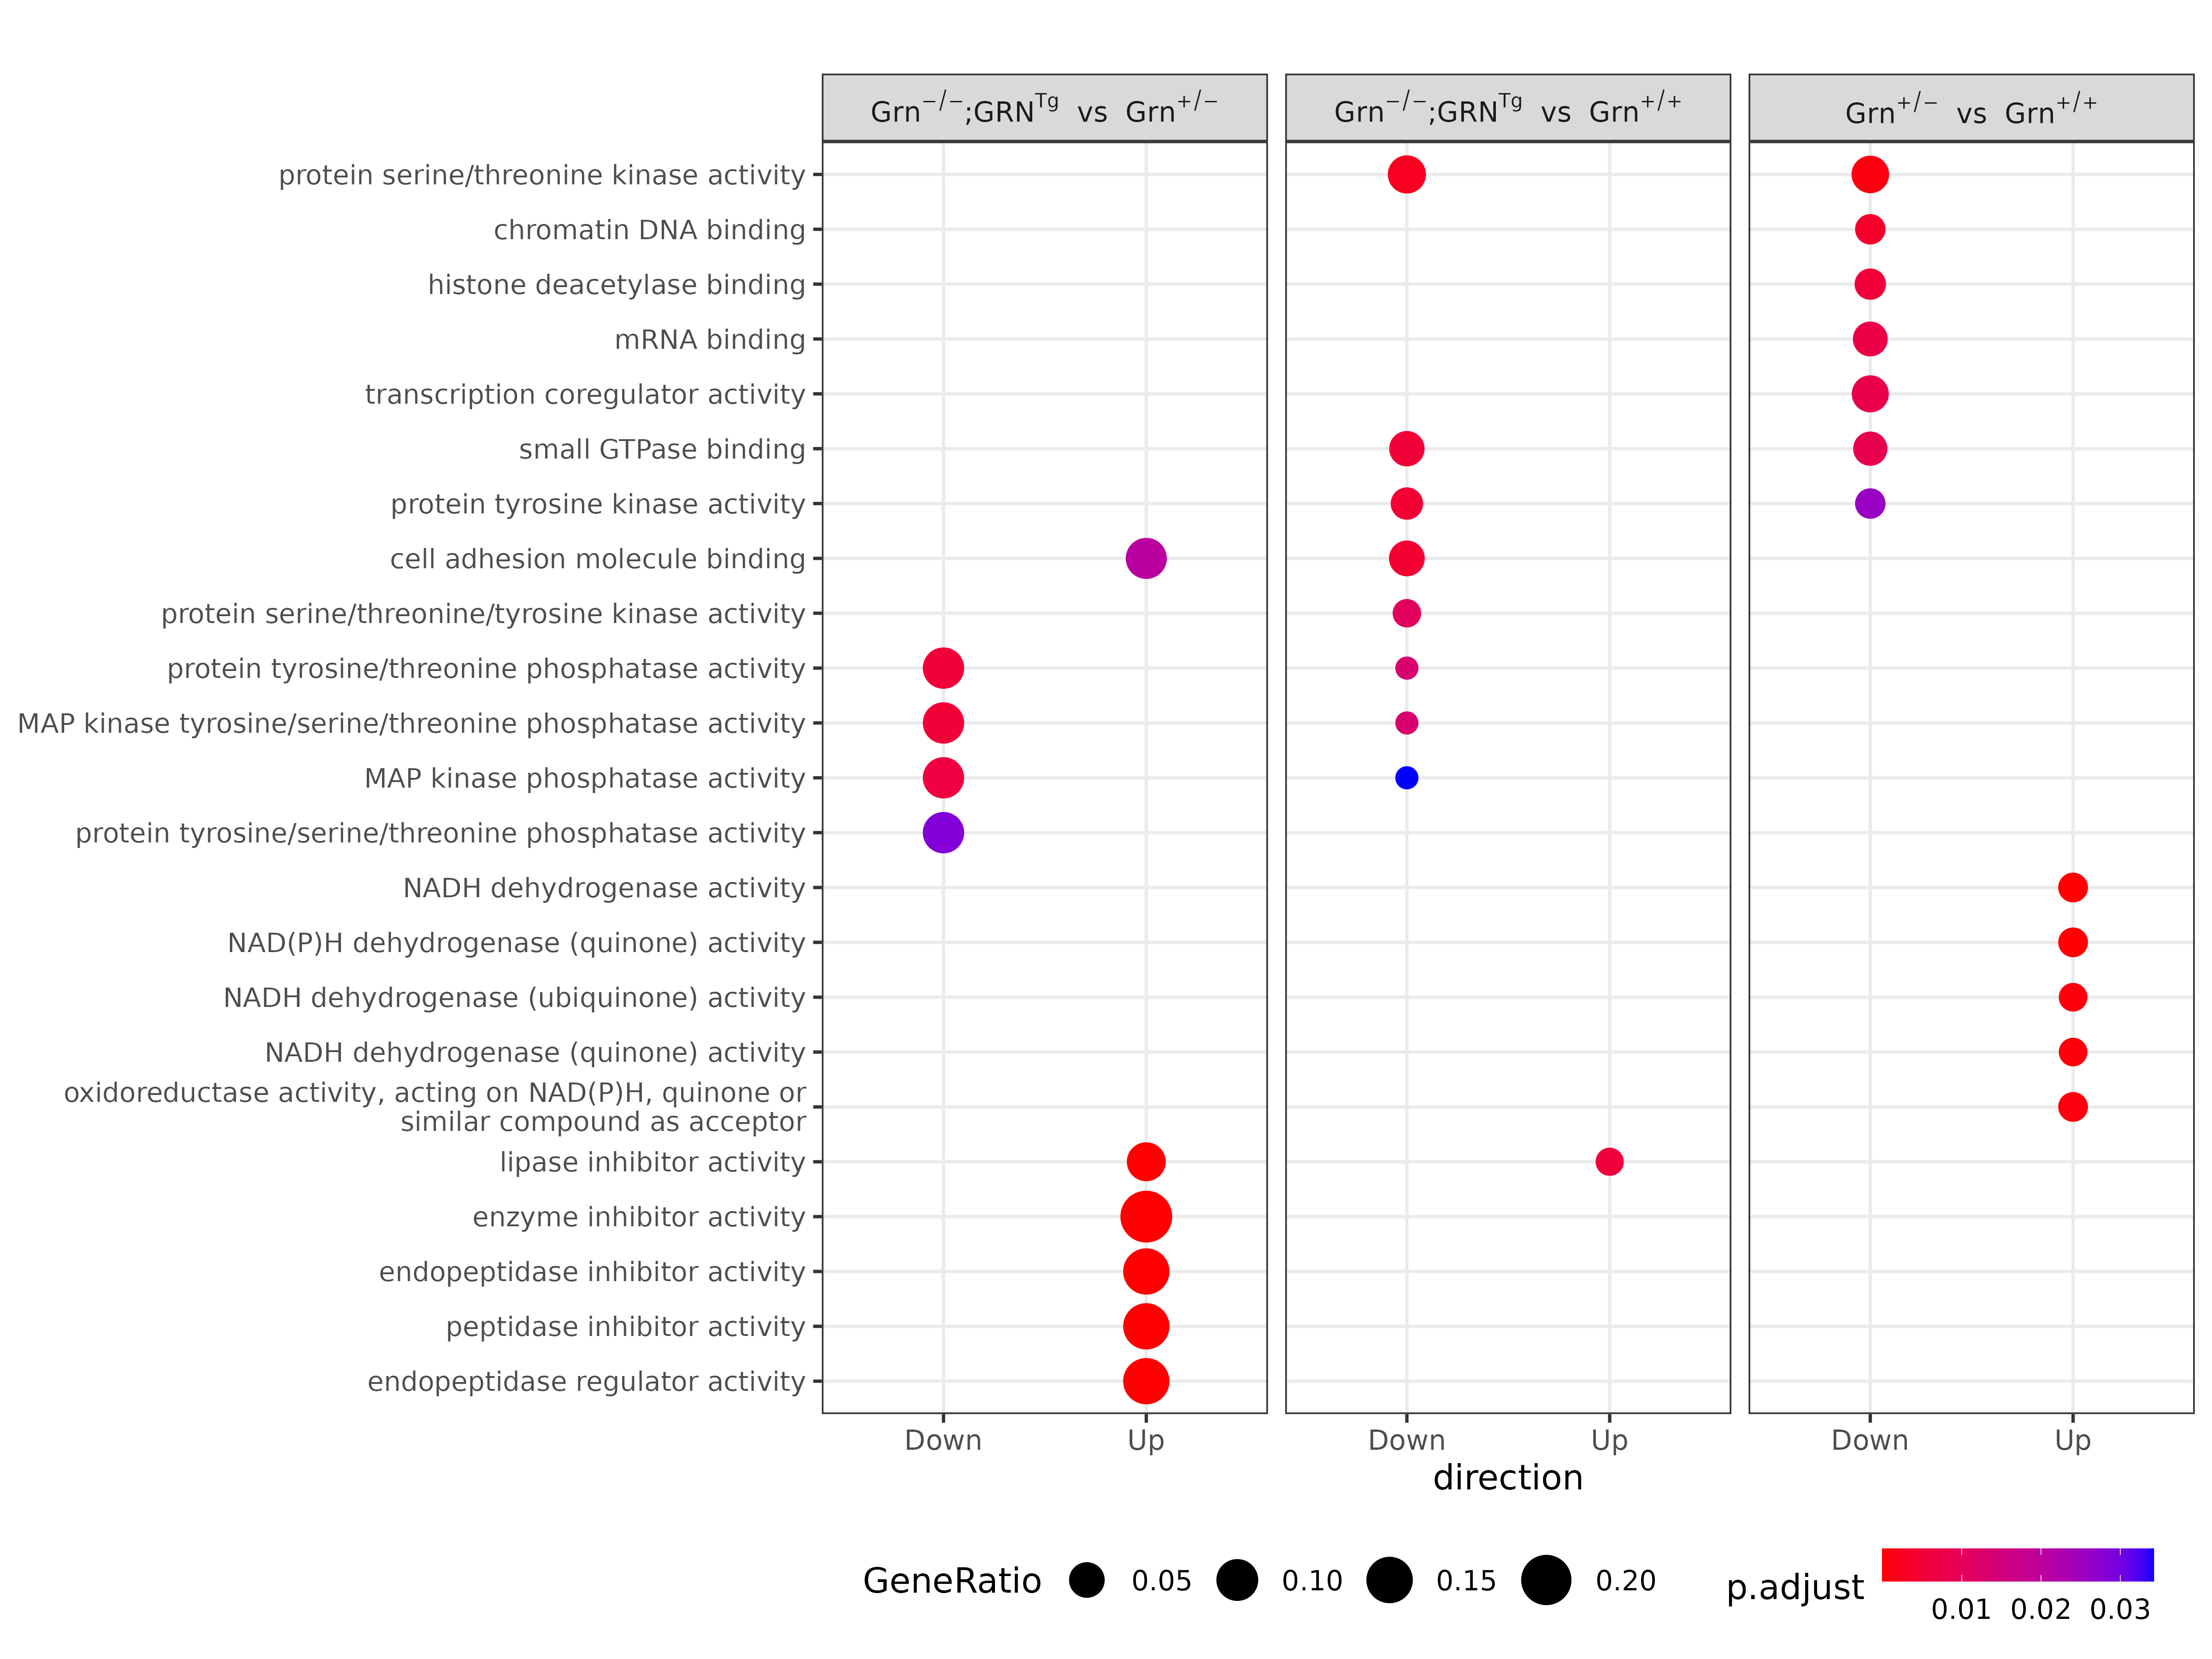 Grn−/−;GRNTg vs Grn+/−
Grn−/−;GRNTg vs Grn+/+
Grn+/− vs Grn+/+
protein serine/threonine kinase activity
chromatin DNA binding
histone deacetylase binding
mRNA binding
transcription coregulator activity
small GTPase binding
protein tyrosine kinase activity
cell adhesion molecule binding
protein serine/threonine/tyrosine kinase activity
protein tyrosine/threonine phosphatase activity
MAP kinase tyrosine/serine/threonine phosphatase activity
MAP kinase phosphatase activity
protein tyrosine/serine/threonine phosphatase activity
NADH dehydrogenase activity
NAD(P)H dehydrogenase (quinone) activity
NADH dehydrogenase (ubiquinone) activity
NADH dehydrogenase (quinone) activity
oxidoreductase activity, acting on NAD(P)H, quinone or
similar compound as acceptor
lipase inhibitor activity
enzyme inhibitor activity
endopeptidase inhibitor activity
peptidase inhibitor activity
endopeptidase regulator activity
Down Up Down Up Down Up
direction
GeneRatio 0.05 0.10 0.15 0.20
p.adjust
0.01 0.02 0.03